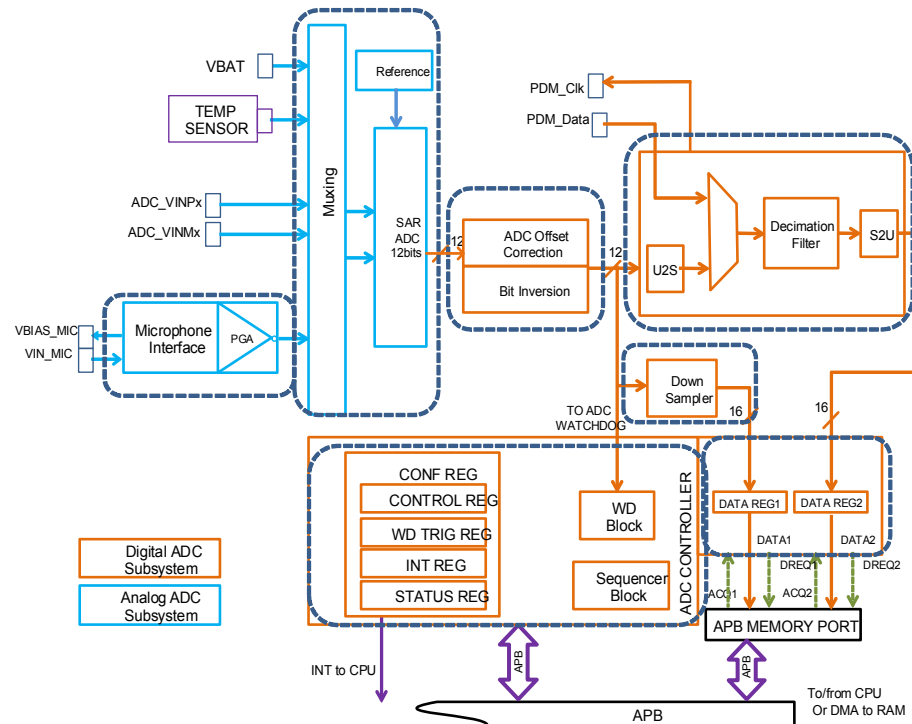 VBAT
TEMP
SENSOR
ADC_VINPx
ADC_VINMx
VBIAS_MIC
VIN_MIC
Microphone
Interface
PGA
Muxing
Reference
SAR
ADC
12bits
12
ADC Offset
Correction
Bit Inversion
12
PDM_Clk
PDM_Data
U2S
Decimation
Filter
S2U
Down
Sampler
16
16
TO ADC
WATCHDOG
CONF REG
CONTROL REG
WD TRIG REG
INT REG
STATUS REG
WD
Block
Sequencer
Block
ADC CONTROLLER
DATA REG1
DATA REG2
DATA1
DATA2
DREQ1
DREQ2
ACQ1
ACQ2
APB MEMORY PORT
Digital ADC
Subsystem
Analog ADC
Subsystem
INT to CPU
APB
APB
APB
To/from CPU
Or DMA to RAM